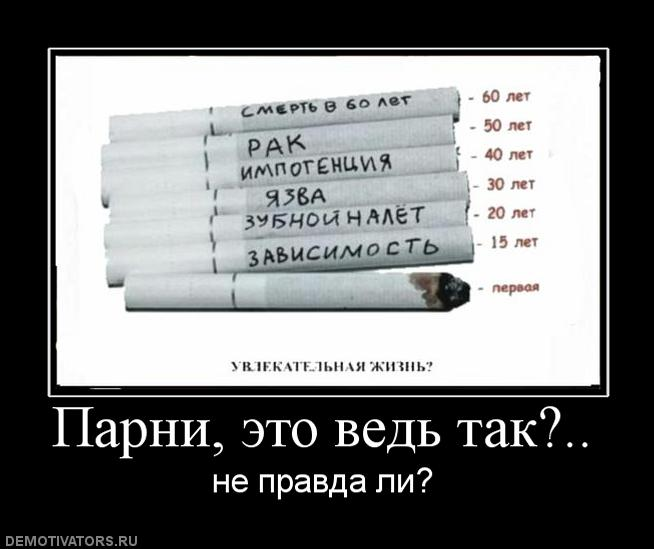 СМЕРТЬ В 60 лет - 60 лет
РАК - 50 лет
ИМПОТЕНЦИЯ - 40 лет
ЯЗВА - 30 лет
ЗУБНОЙ НАЛЁТ - 20 лет
ЗАВИСИМОСТЬ - 15 лет
- первая
УВЛЕКАТЕЛЬНАЯ ЖИЗНЬ?
Парни, это ведь так?..
не правда ли?
DEMOTIVATORS.RU